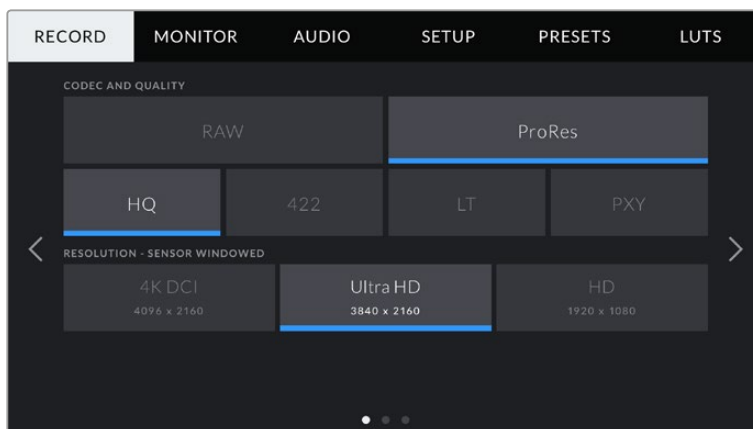 RECORD MONITOR AUDIO SETUP PRESETS LUTS
CODEC AND QUALITY
RAW ProRes
HQ 422 LT PXY
RESOLUTION - SENSOR WINDOWED
4K DCI Ultra HD HD
4096 x 2160 3840 x 2160 1920 x 1080